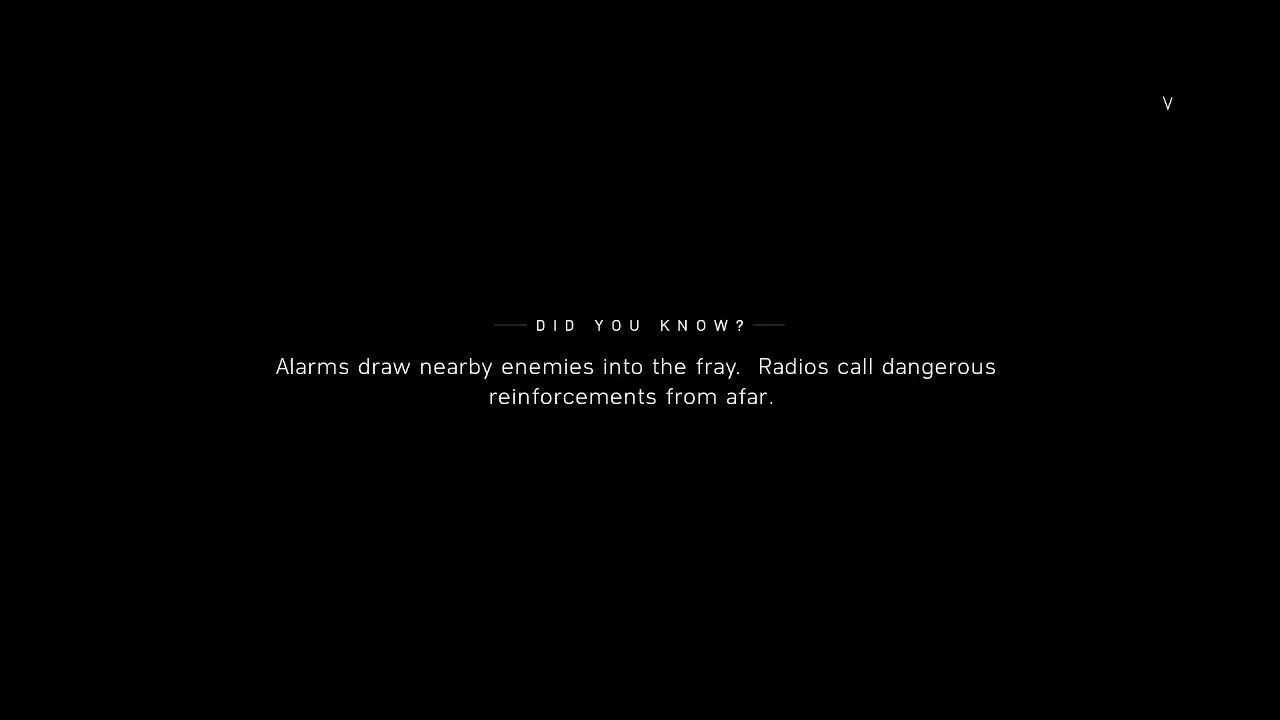 V
DID YOU KNOW?
Alarms draw nearby enemies into the fray.  Radios call dangerous
reinforcements from afar.